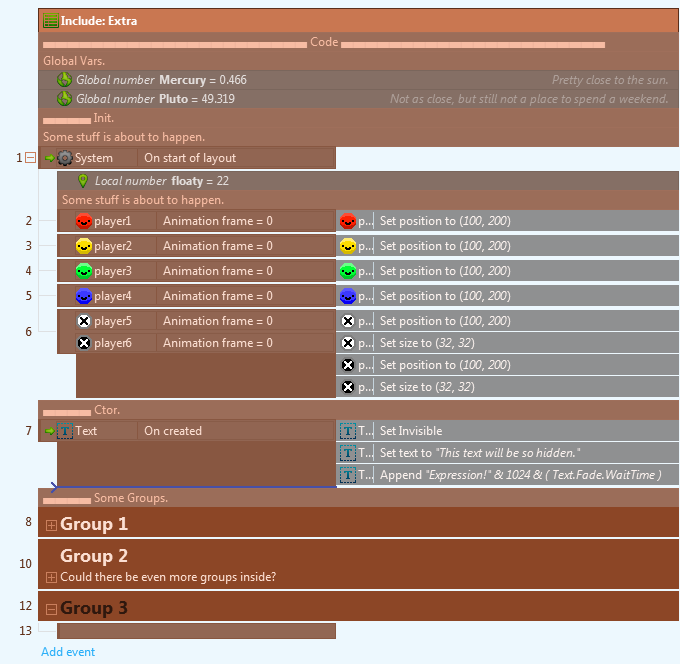 Include: Extra
Code
Global Vars.
Global number Mercury = 0.466 Pretty close to the sun.
Global number Pluto = 49.319 Not as close, but still not a place to spend a weekend.
Init.
Some stuff is about to happen.
1 System On start of layout
Local number floaty = 22
Some stuff is about to happen.
2 player1 Animation frame = 0 p... Set position to (100, 200)
3 player2 Animation frame = 0 p... Set position to (100, 200)
4 player3 Animation frame = 0 p... Set position to (100, 200)
5 player4 Animation frame = 0 p... Set position to (100, 200)
6 player5 Animation frame = 0 p... Set position to (100, 200)
player6 Animation frame = 0 p... Set size to (32, 32)
p... Set position to (100, 200)
p... Set size to (32, 32)
Ctor.
7 T Text On created T T... Set Invisible
T T... Set text to "This text will be so hidden."
T T... Append "Expression!" & 1024 & ( Text.Fade.WaitTime )
Some Groups.
8 Group 1
Group 2
10 Could there be even more groups inside?
12 Group 3
13
Add event